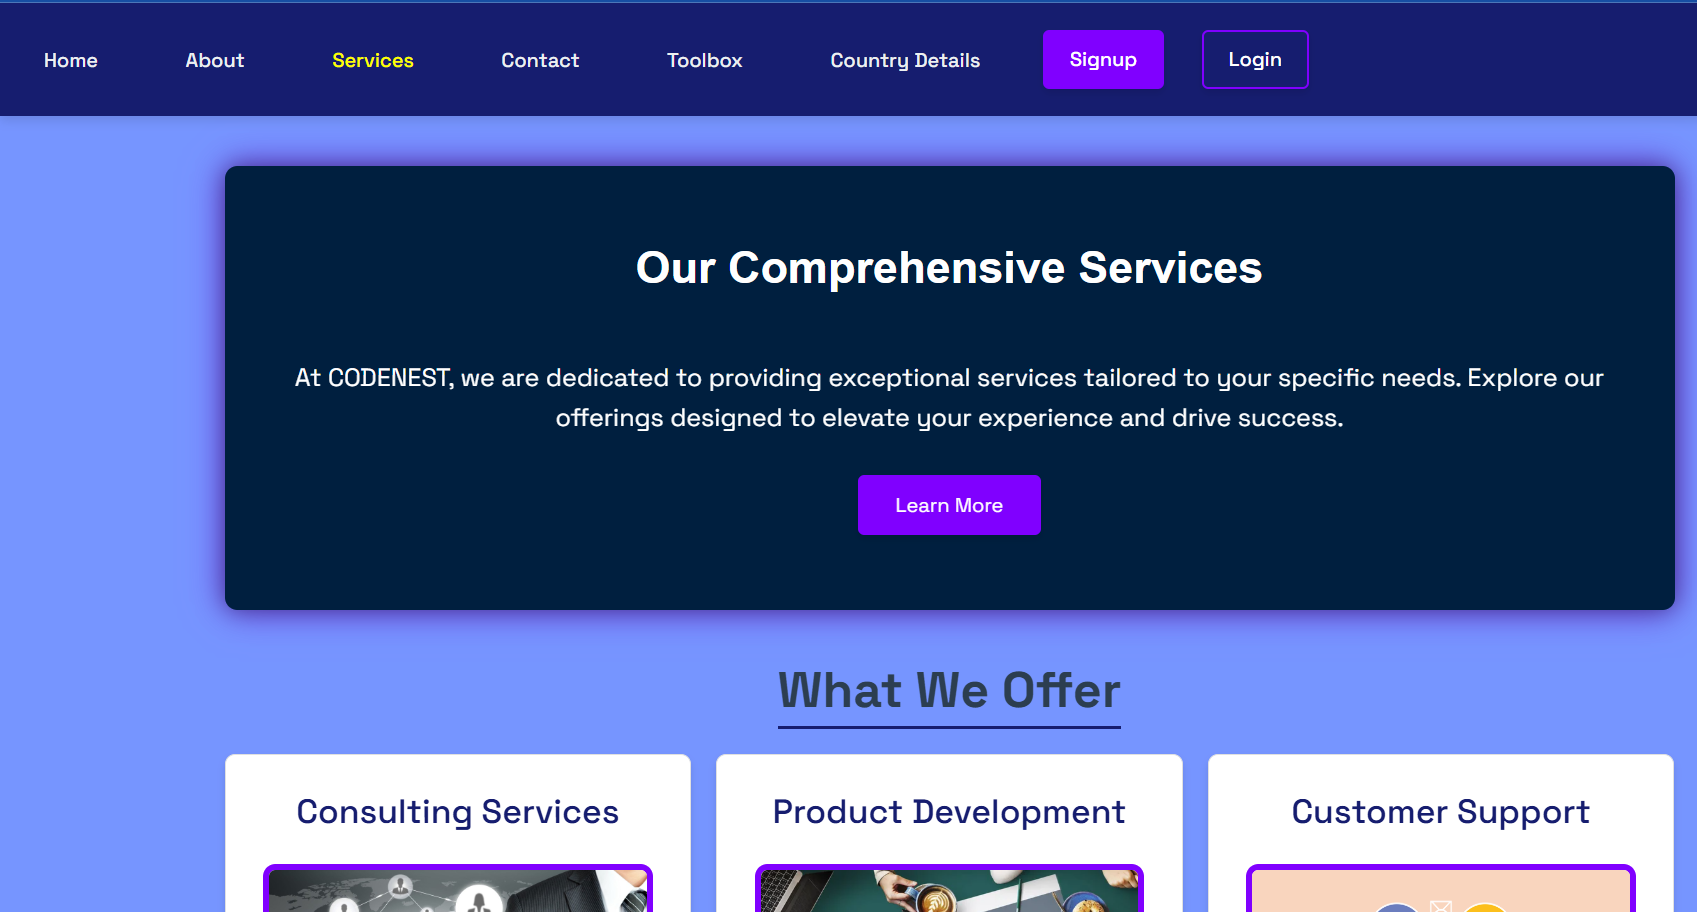 Home About Services Contact Toolbox Country Details Signup Login
Our Comprehensive Services
At CODENEST, we are dedicated to providing exceptional services tailored to your specific needs. Explore our
offerings designed to elevate your experience and drive success.
Learn More
What We Offer
Consulting Services Product Development Customer Support